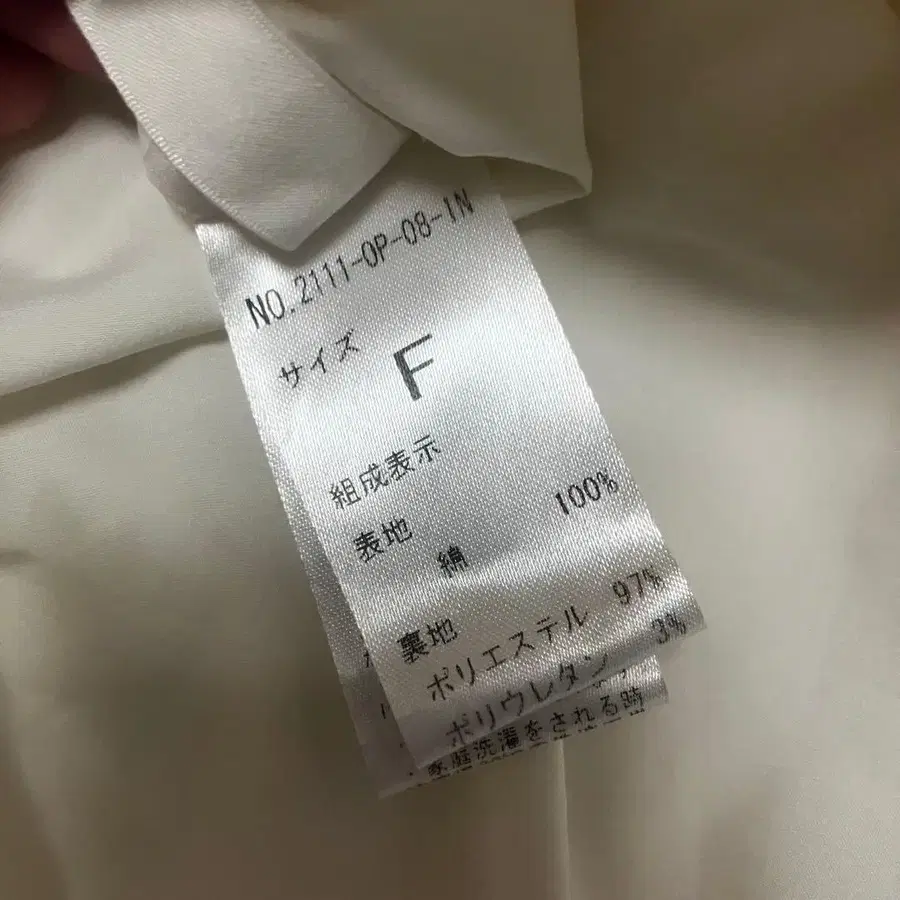 NO.2111-OP-08-IN
サイズ F
組成表示
表地
綿 100%
裏地
ポリエステル 97%
ポリウレタン 3%
家庭洗濯をされる時